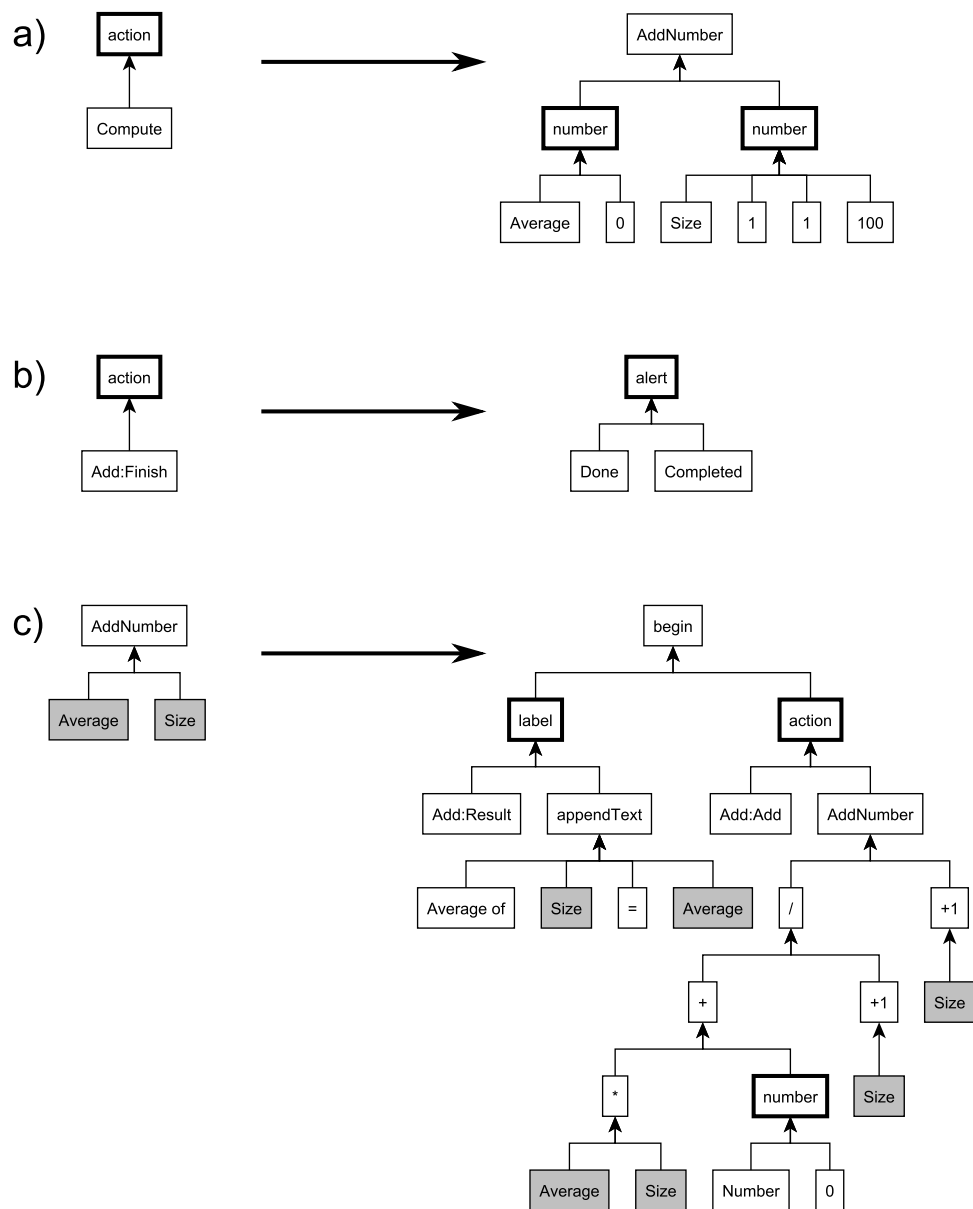 a)
action
AddNumber
Compute
number
number
Average
0
Size
1
1
100
b)
action
alert
Add:Finish
Done
Completed
c)
AddNumber
begin
Average
Size
label
action
Add:Result
appendText
Add:Add
AddNumber
Average of
Size
=
Average
/
+1
+
+1
Size
*
number
Size
Average
Size
Number
0